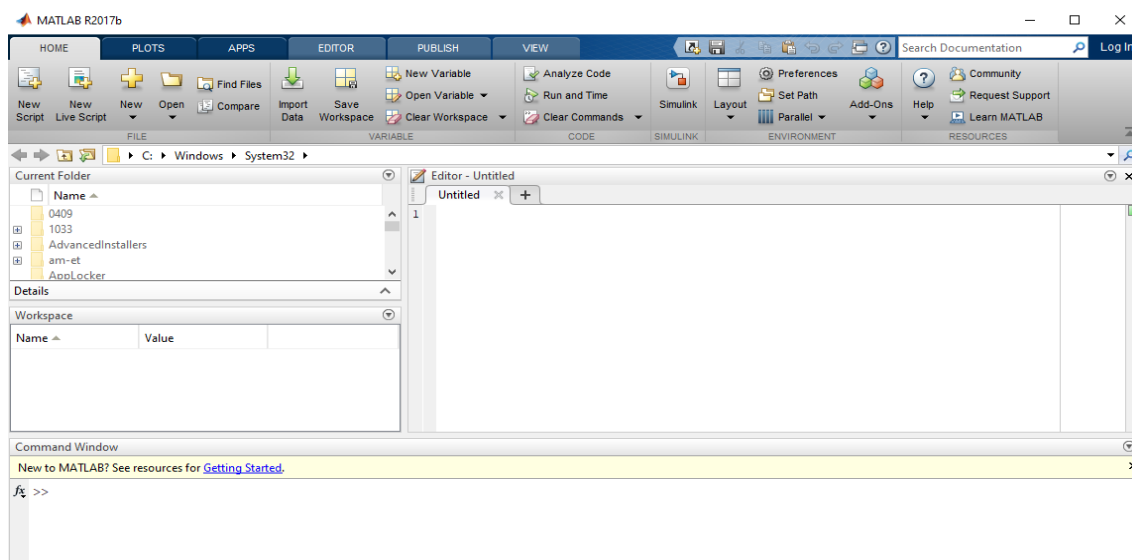 MATLAB R2017b
HOME PLOTS APPS EDITOR PUBLISH VIEW Search Documentation Log In
New Script
New Live Script
New
Open
Find Files
Compare
Import Data
Save Workspace
New Variable
Open Variable
Clear Workspace
Analyze Code
Run and Time
Clear Commands
Simulink
Layout
Preferences
Set Path
Parallel
Add-Ons
Help
Community
Request Support
Learn MATLAB
FILE VARIABLE CODE SIMULINK ENVIRONMENT RESOURCES
C: Windows System32
Current Folder
Name
0409
1033
AdvancedInstallers
am-et
AppLocker
Details
Workspace
Name Value
Editor - Untitled
Untitled +
1
Command Window
New to MATLAB? See resources for Getting Started.
fx >>